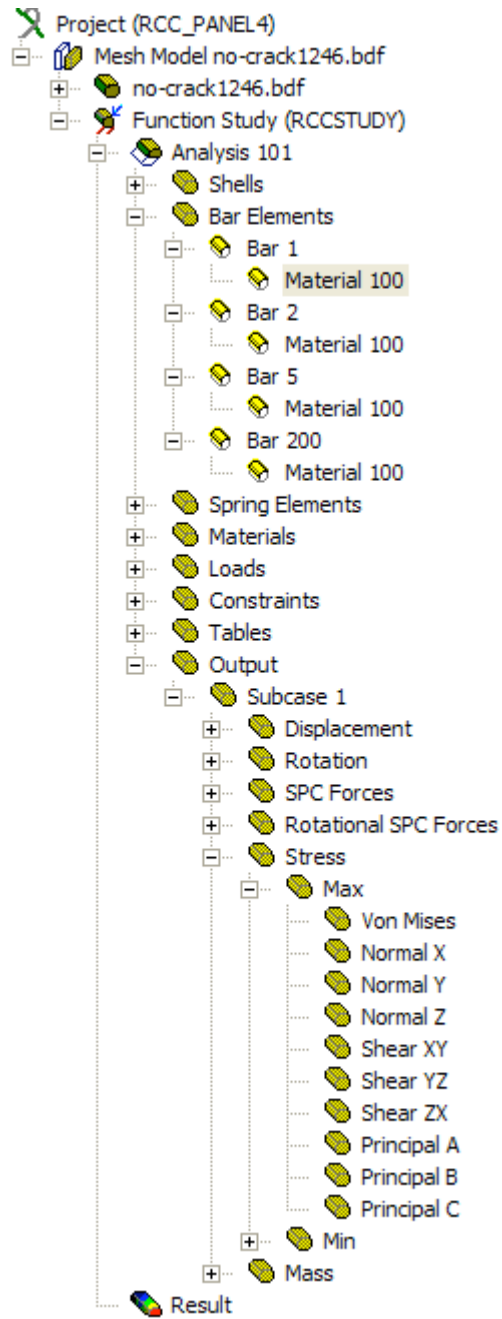 Project (RCC_PANEL4)
Mesh Model no-crack1246.bdf
no-crack1246.bdf
Function Study (RCCSTUDY)
Analysis 101
Shells
Bar Elements
Bar 1
Material 100
Bar 2
Material 100
Bar 5
Material 100
Bar 200
Material 100
Spring Elements
Materials
Loads
Constraints
Tables
Output
Subcase 1
Displacement
Rotation
SPC Forces
Rotational SPC Forces
Stress
Max
Von Mises
Normal X
Normal Y
Normal Z
Shear XY
Shear YZ
Shear ZX
Principal A
Principal B
Principal C
Min
Mass
Result